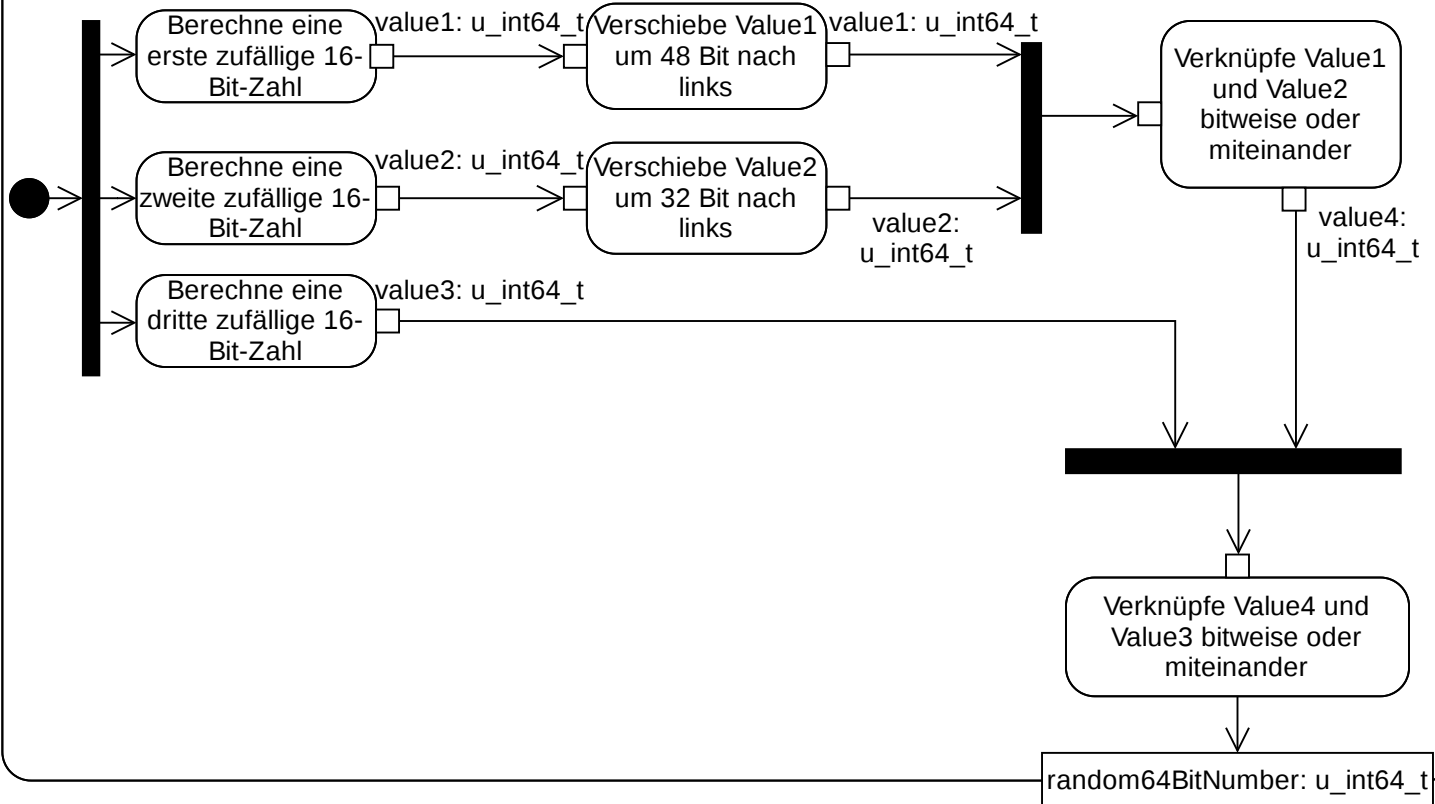 Berechne eine
erste zufällige 16-
Bit-Zahl
value1: u_int64_t
Verschiebe Value1
um 48 Bit nach
links
value1: u_int64_t
Verknüpfe Value1
und Value2
bitweise oder
miteinander
Berechne eine
zweite zufällige 16-
Bit-Zahl
value2: u_int64_t
Verschiebe Value2
um 32 Bit nach
links
value2:
u_int64_t
value4:
u_int64_t
Berechne eine
dritte zufällige 16-
Bit-Zahl
value3: u_int64_t
Verknüpfe Value4 und
Value3 bitweise oder
miteinander
random64BitNumber: u_int64_t